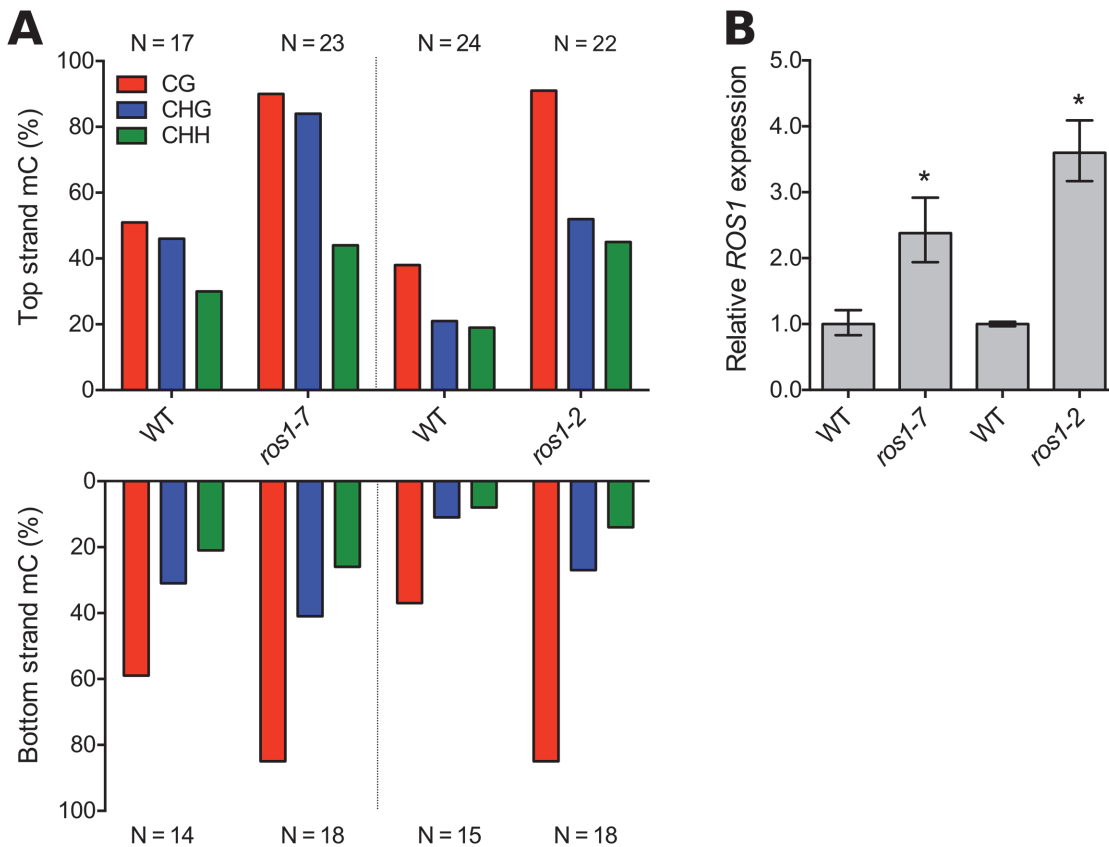 A
N = 17
N = 23
N = 24
N = 22
Top strand mC (%)
100
80
60
40
20
0
CG
CHG
CHH
WT
ros1-7
WT
ros1-2
Bottom strand mC (%)
0
20
40
60
80
100
N = 14
N = 18
N = 15
N = 18
B
Relative ROS1 expression
5.0
4.0
3.0
2.0
1.0
0.0
*
*
WT
ros1-7
WT
ros1-2